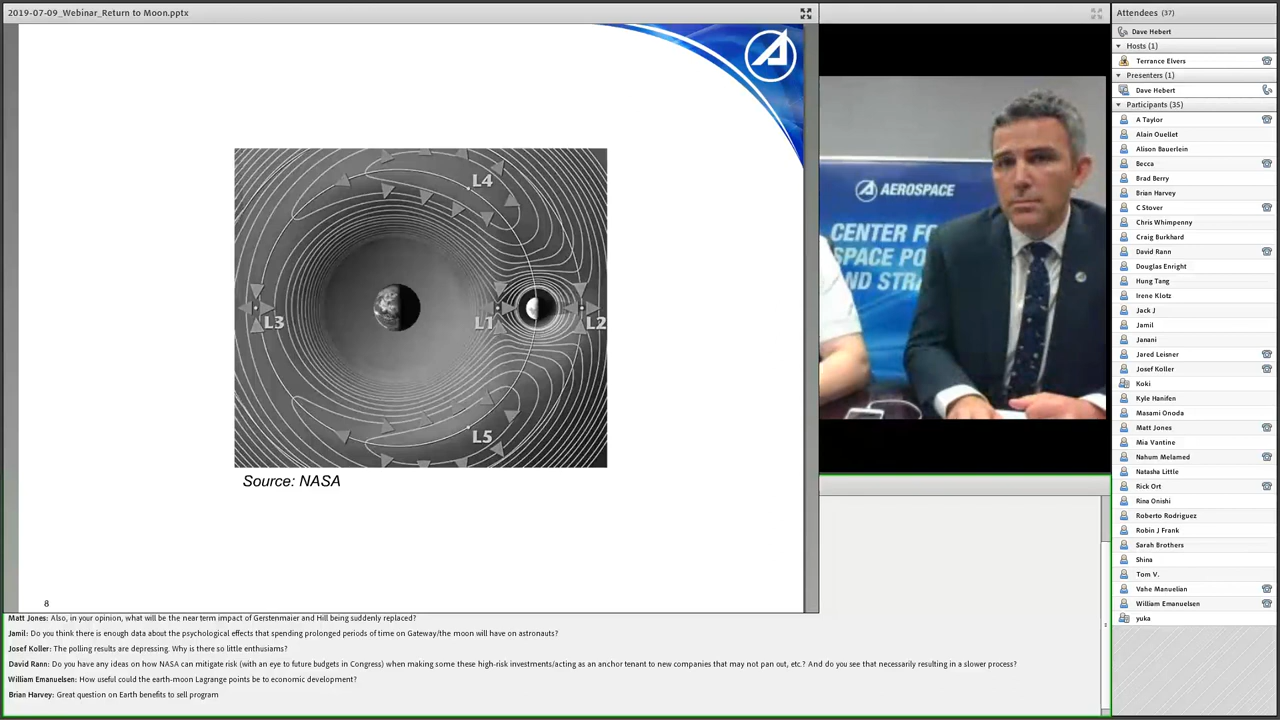 2019-07-09_Webinar_Return to Moon.pptx
L4
L3
L1
L2
L5
Source: NASA
8
AEROSPACE
CENTER FO
SPACE PO
ND STRA
Matt Jones: Also, in your opinion, what will be the near term impact of Gerstenmaier and Hill being suddenly replaced?
Jamil: Do you think there is enough data about the psychological effects that spending prolonged periods of time on Gateway/the moon will have on astronauts?
Josef Koller: The polling results are depressing. Why is there so little enthusiams?
David Rann: Do you have any ideas on how NASA can mitigate risk (with an eye to future budgets in Congress) when making some these high-risk investments/acting as an anchor tenant to new companies that may not pan out, etc.? And do you see that necessarily resulting in a slower process?
William Emanuelsen: How useful could the earth-moon Lagrange points be to economic development?
Brian Harvey: Great question on Earth benefits to sell program
Attendees (37)
Dave Hebert
Hosts (1)
Terrance Elvers
Presenters (1)
Dave Hebert
Participants (35)
A Taylor
Alain Ouellet
Alison Bauerlein
Becca
Brad Berry
Brian Harvey
C Stover
Chris Whimpenny
Craig Burkhard
David Rann
Douglas Enright
Hung Tang
Irene Klotz
Jack J
Jamil
Janani
Jared Leisner
Josef Koller
Koki
Kyle Hanifen
Masami Onoda
Matt Jones
Mia Vantine
Nahum Melamed
Natasha Little
Rick Ort
Rina Onishi
Roberto Rodriguez
Robin J Frank
Sarah Brothers
Shina
Tom V.
Vahe Manuelian
William Emanuelsen
yuka